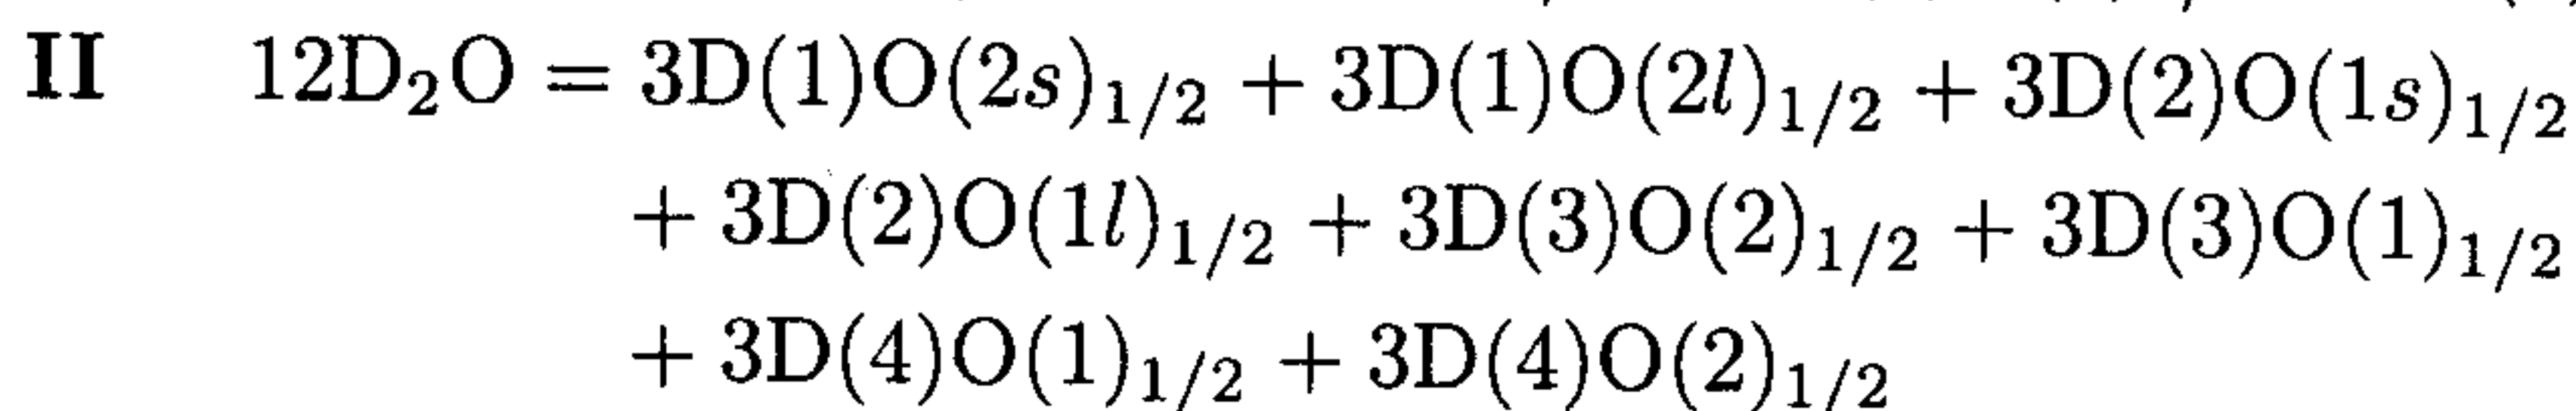 II 12D₂O = 3D(1)O(2s)₁/₂ + 3D(1)O(2l)₁/₂ + 3D(2)O(1s)₁/₂
+ 3D(2)O(1l)₁/₂ + 3D(3)O(2)₁/₂ + 3D(3)O(1)₁/₂
+ 3D(4)O(1)₁/₂ + 3D(4)O(2)₁/₂